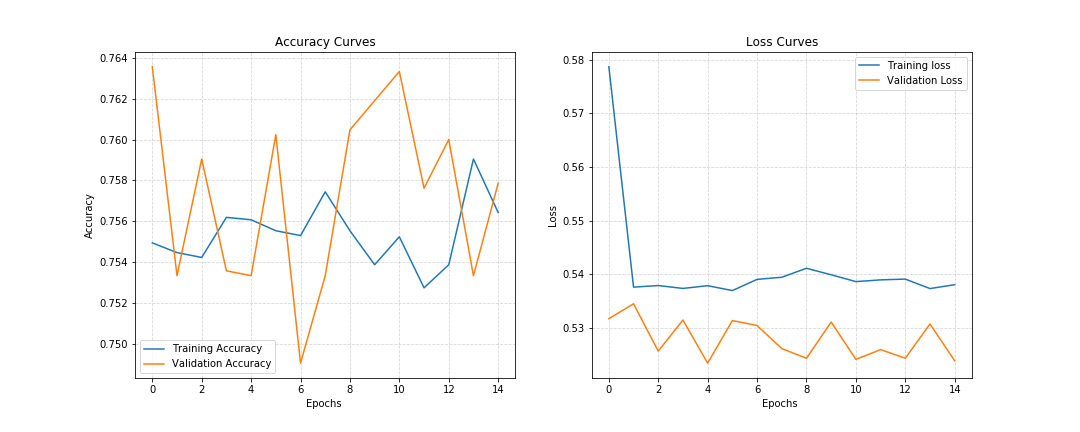 Accuracy Curves
0.764
0.762
0.760
0.758
0.756
0.754
0.752
0.750
Accuracy
Training Accuracy
Validation Accuracy
0 2 4 6 8 10 12 14
Epochs
Loss Curves
0.58
0.57
0.56
0.55
0.54
0.53
Loss
Training loss
Validation Loss
0 2 4 6 8 10 12 14
Epochs